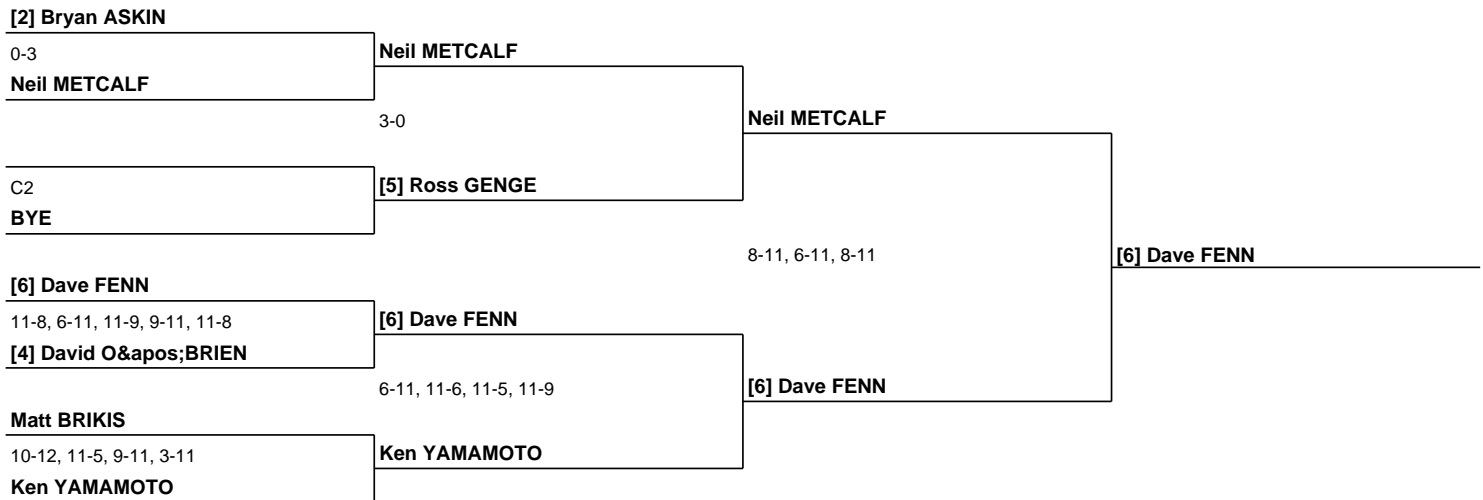 [2] Bryan ASKIN
0-3
Neil METCALF
Neil METCALF
3-0
Neil METCALF
C2
BYE
[5] Ross GENGE
8-11, 6-11, 8-11
[6] Dave FENN
[6] Dave FENN
11-8, 6-11, 11-9, 9-11, 11-8
[4] David O&apos;BRIEN
[6] Dave FENN
6-11, 11-6, 11-5, 11-9
[6] Dave FENN
Matt BRIKIS
10-12, 11-5, 9-11, 3-11
Ken YAMAMOTO
Ken YAMAMOTO